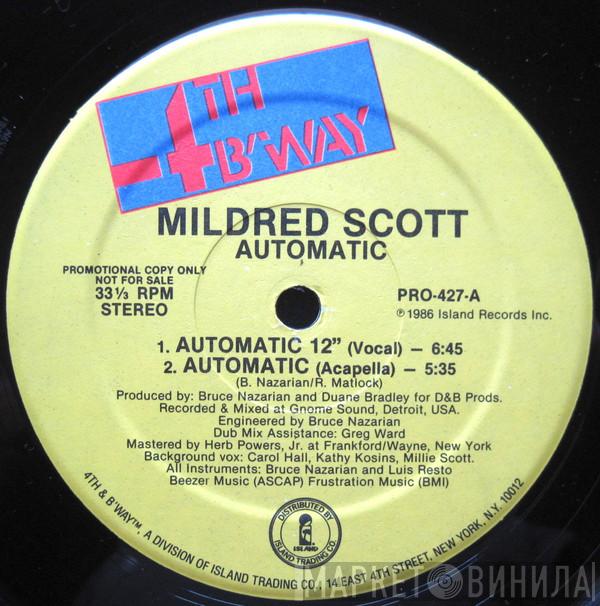 4TH
B'WAY
MILDRED SCOTT
AUTOMATIC
PROMOTIONAL COPY ONLY
NOT FOR SALE
33⅓ RPM
STEREO
PRO-427-A
℗1986 Island Records Inc.
1. AUTOMATIC 12” (Vocal) – 6:45
2. AUTOMATIC (Acapella) – 5:35
(B. Nazarian/R. Matlock)
Produced by: Bruce Nazarian and Duane Bradley for D&B Prods.
Recorded & Mixed at Gnome Sound, Detroit, USA.
Engineered by Bruce Nazarian
Dub Mix Assistance: Greg Ward
Mastered by Herb Powers, Jr. at Frankford/Wayne, New York
Background vox: Carol Hall, Kathy Kosins, Millie Scott.
All Instruments: Bruce Nazarian and Luis Resto
Beezer Music (ASCAP) Frustration Music (BMI)
DISTRIBUTED BY
ISLAND
ISLAND TRADING CO.
4TH & B'WAY™, A DIVISION OF ISLAND TRADING CO., 14 EAST 4TH STREET, NEW YORK, N.Y. 10012
МАРКЕТ ВИНИЛА